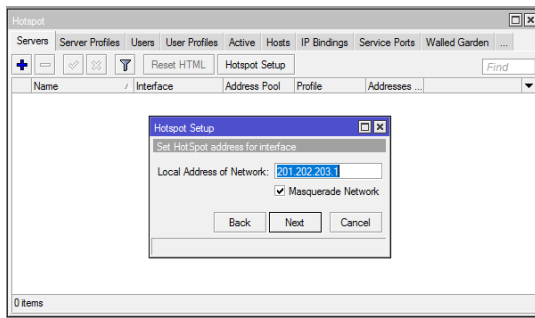 Hotspot
Servers Server Profiles Users User Profiles Active Hosts IP Bindings Service Ports Walled Garden ...
Reset HTML Hotspot Setup Find
Name / Interface Address Pool Profile Addresses ...
Hotspot Setup
Set HotSpot address for interface
Local Address of Network: 201.202.203.1
Masquerade Network
Back Next Cancel
0 items